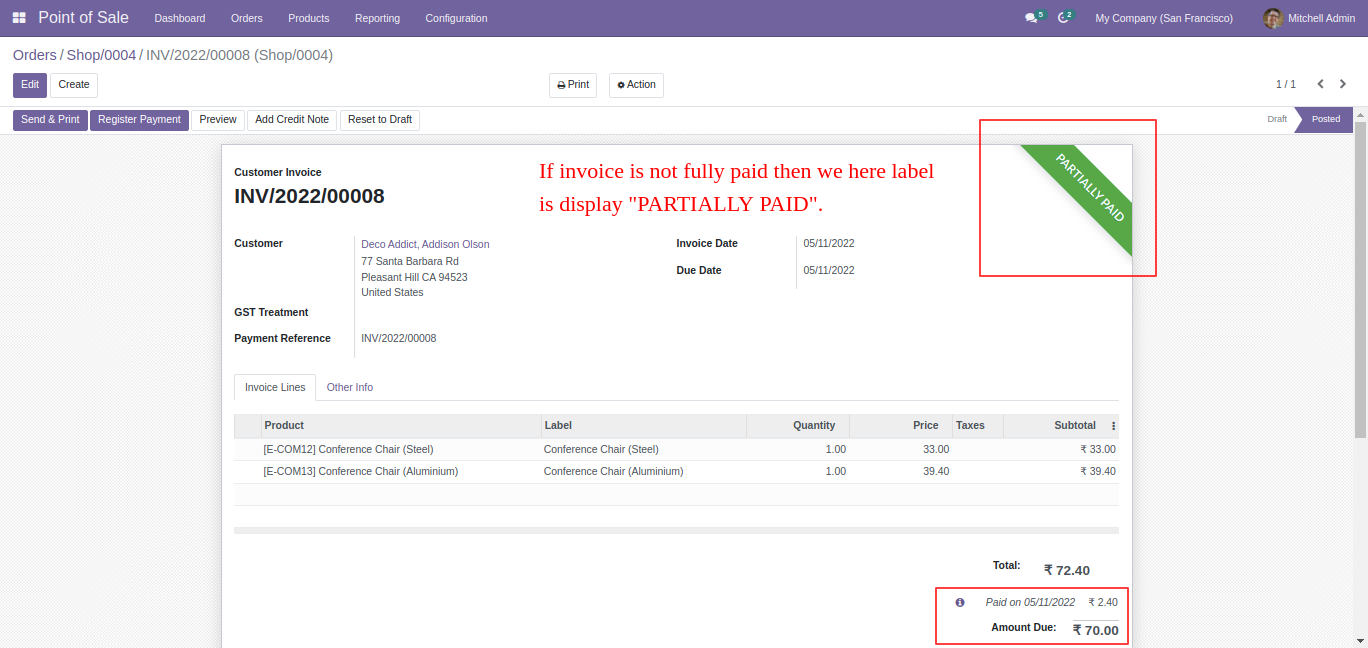 Point of Sale Dashboard Orders Products Reporting Configuration 5 2 My Company (San Francisco) Mitchell Admin
Orders / Shop/0004 / INV/2022/00008 (Shop/0004)
Edit Create Print Action 1 / 1
Send & Print Register Payment Preview Add Credit Note Reset to Draft Draft Posted
PARTIALLY PAID
If invoice is not fully paid then we here label
is display "PARTIALLY PAID".
Customer Invoice
INV/2022/00008
Customer Deco Addict, Addison Olson Invoice Date 05/11/2022
77 Santa Barbara Rd
Pleasant Hill CA 94523 Due Date 05/11/2022
United States
GST Treatment
Payment Reference INV/2022/00008
Invoice Lines Other Info
Product Label Quantity Price Taxes Subtotal
[E-COM12] Conference Chair (Steel) Conference Chair (Steel) 1.00 33.00 ₹ 33.00
[E-COM13] Conference Chair (Aluminium) Conference Chair (Aluminium) 1.00 39.40 ₹ 39.40
Total: ₹ 72.40
Paid on 05/11/2022 ₹ 2.40
Amount Due: ₹ 70.00